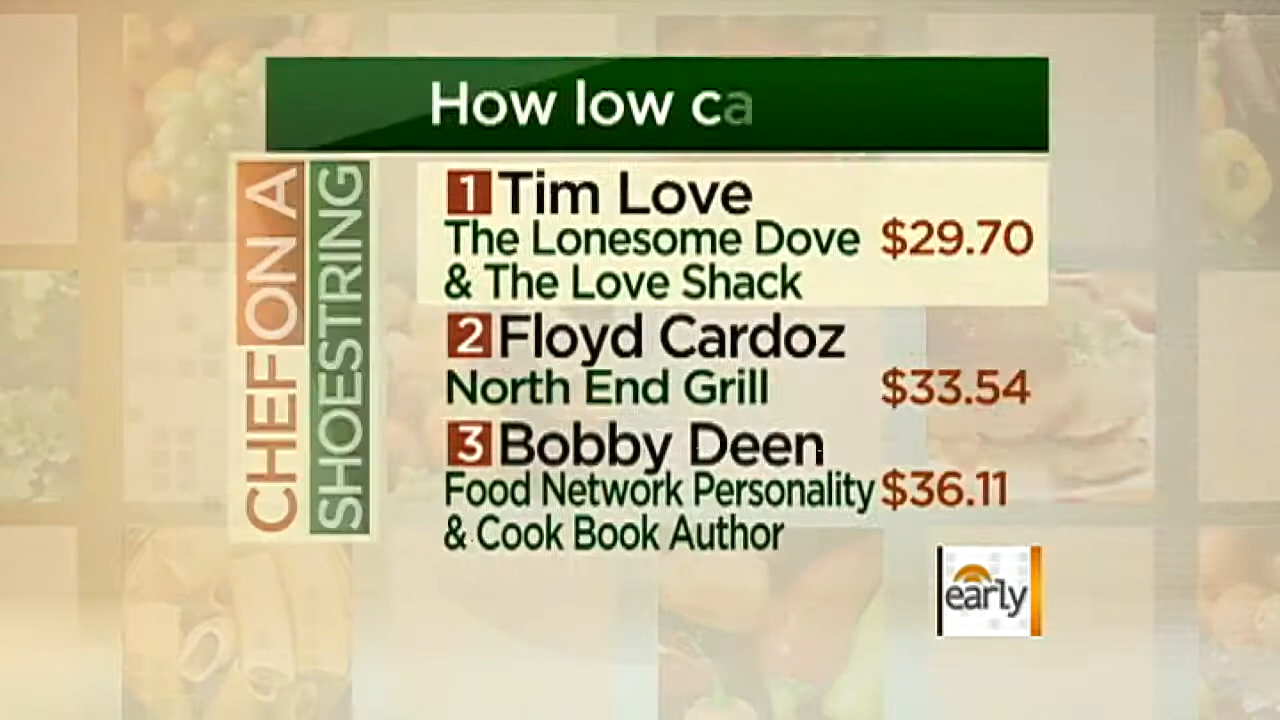 How low ca
CHEF ON A
SHOESTRING
1 Tim Love
The Lonesome Dove $29.70
& The Love Shack
2 Floyd Cardoz
North End Grill $33.54
3 Bobby Deen
Food Network Personality $36.11
& Cook Book Author
early